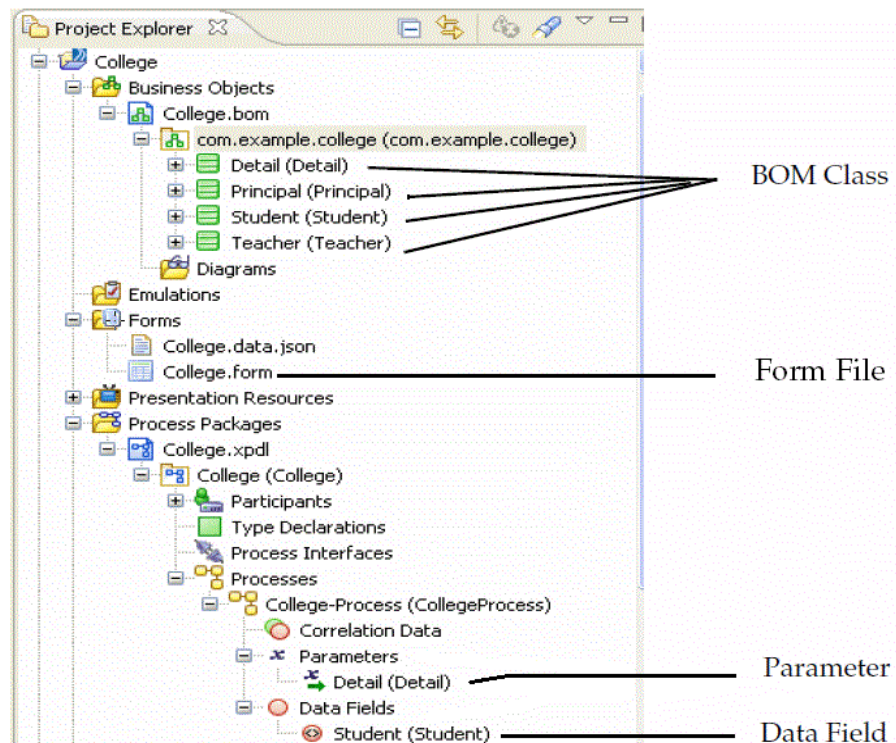 Project Explorer
College
Business Objects
College.bom
com.example.college (com.example.college)
Detail (Detail)
Principal (Principal)
Student (Student)
Teacher (Teacher)
BOM Class
Diagrams
Emulations
Forms
College.data.json
College.form
Form File
Presentation Resources
Process Packages
College.xpdl
College (College)
Participants
Type Declarations
Process Interfaces
Processes
College-Process (CollegeProcess)
Correlation Data
Parameters
Detail (Detail)
Parameter
Data Fields
Student (Student)
Data Field